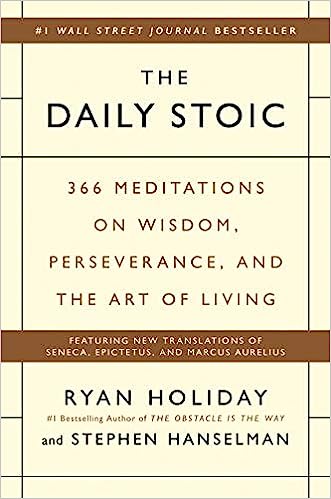 #1 WALL STREET JOURNAL BESTSELLER
THE
DAILY STOIC
366 MEDITATIONS
ON WISDOM,
PERSEVERANCE, AND
THE ART OF LIVING
FEATURING NEW TRANSLATIONS OF
SENECA, EPICTETUS, AND MARCUS AURELIUS
RYAN HOLIDAY
#1 Bestselling Author of THE OBSTACLE IS THE WAY
and STEPHEN HANSELMAN